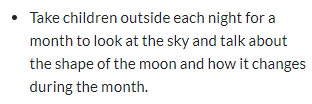 • Take children outside each night for a
month to look at the sky and talk about
the shape of the moon and how it changes
during the month.